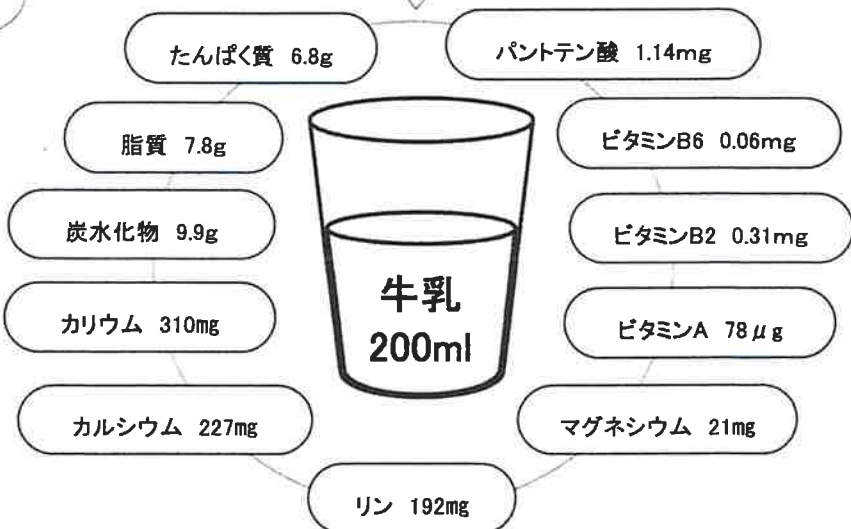 たんぱく質 6.8g
パントテン酸 1.14mg
脂質 7.8g
ビタミンB6 0.06mg
炭水化物 9.9g
ビタミンB2 0.31mg
牛乳
200ml
カリウム 310mg
ビタミンA 78μg
カルシウム 227mg
マグネシウム 21mg
リン 192mg